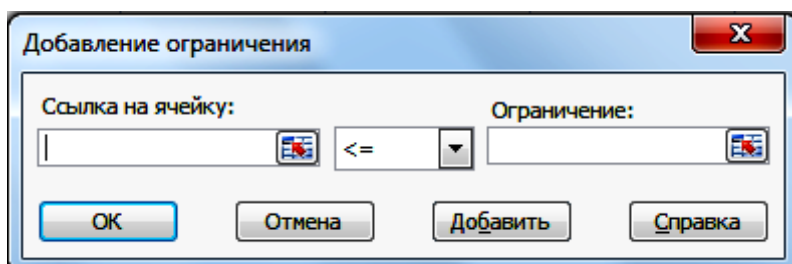 Добавление ограничения
Ссылка на ячейку:
Ограничение:
<=
ОК
Отмена
Добавить
Справка